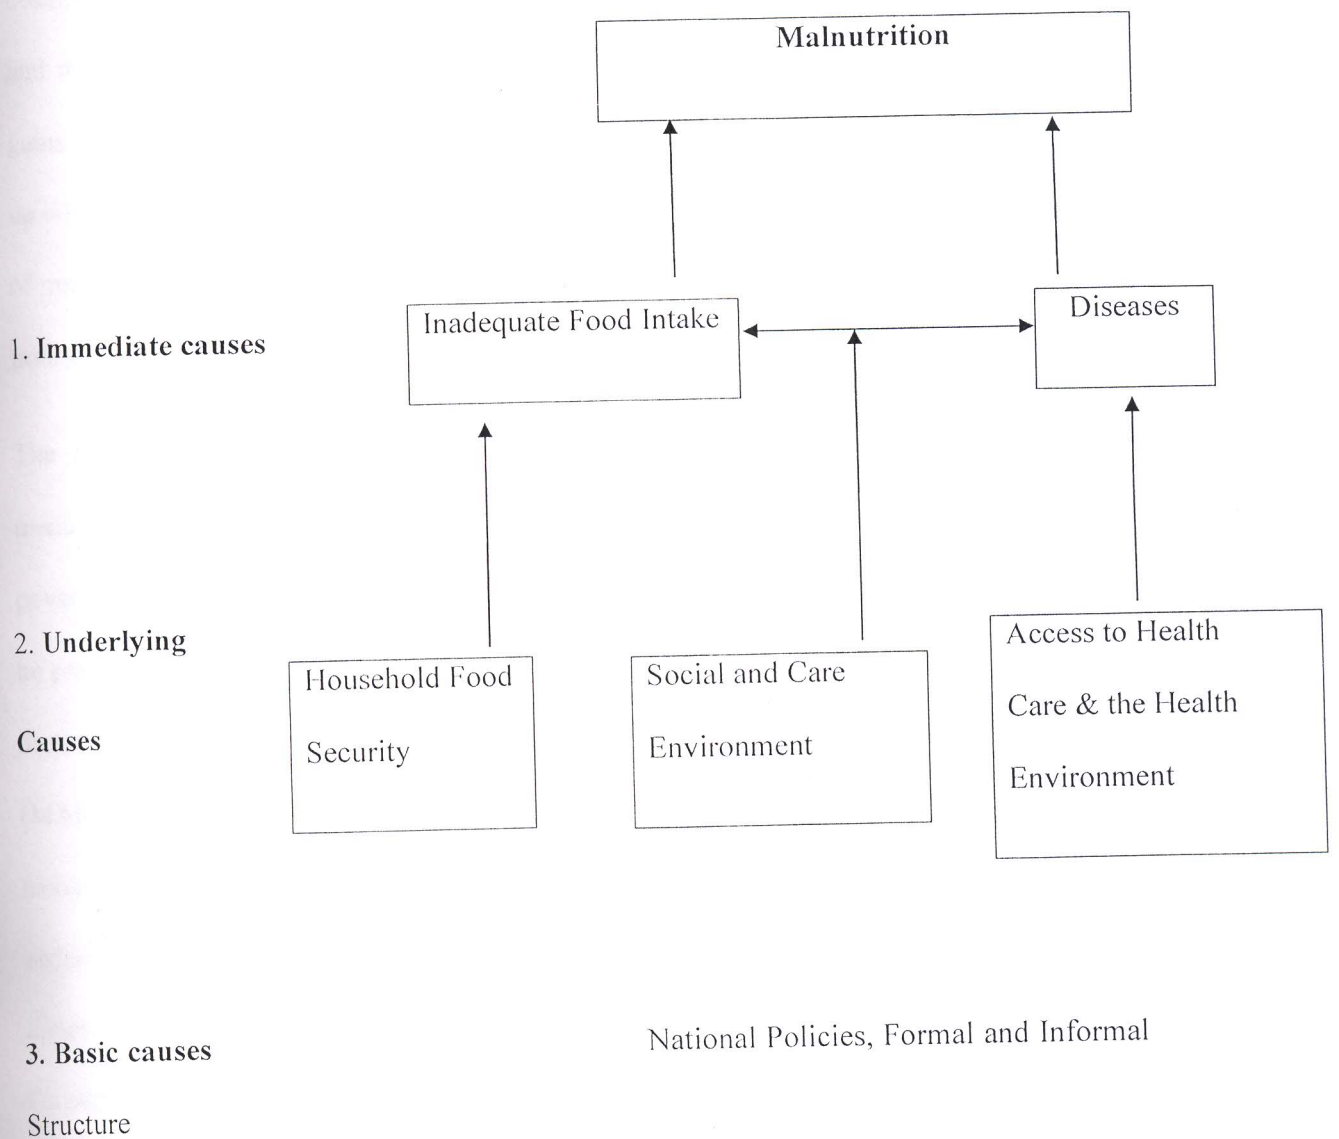 Malnutrition
Inadequate Food Intake
Diseases
1. Immediate causes
2. Underlying
Causes
Household Food
Security
Social and Care
Environment
Access to Health
Care & the Health
Environment
3. Basic causes
National Policies, Formal and Informal
Structure